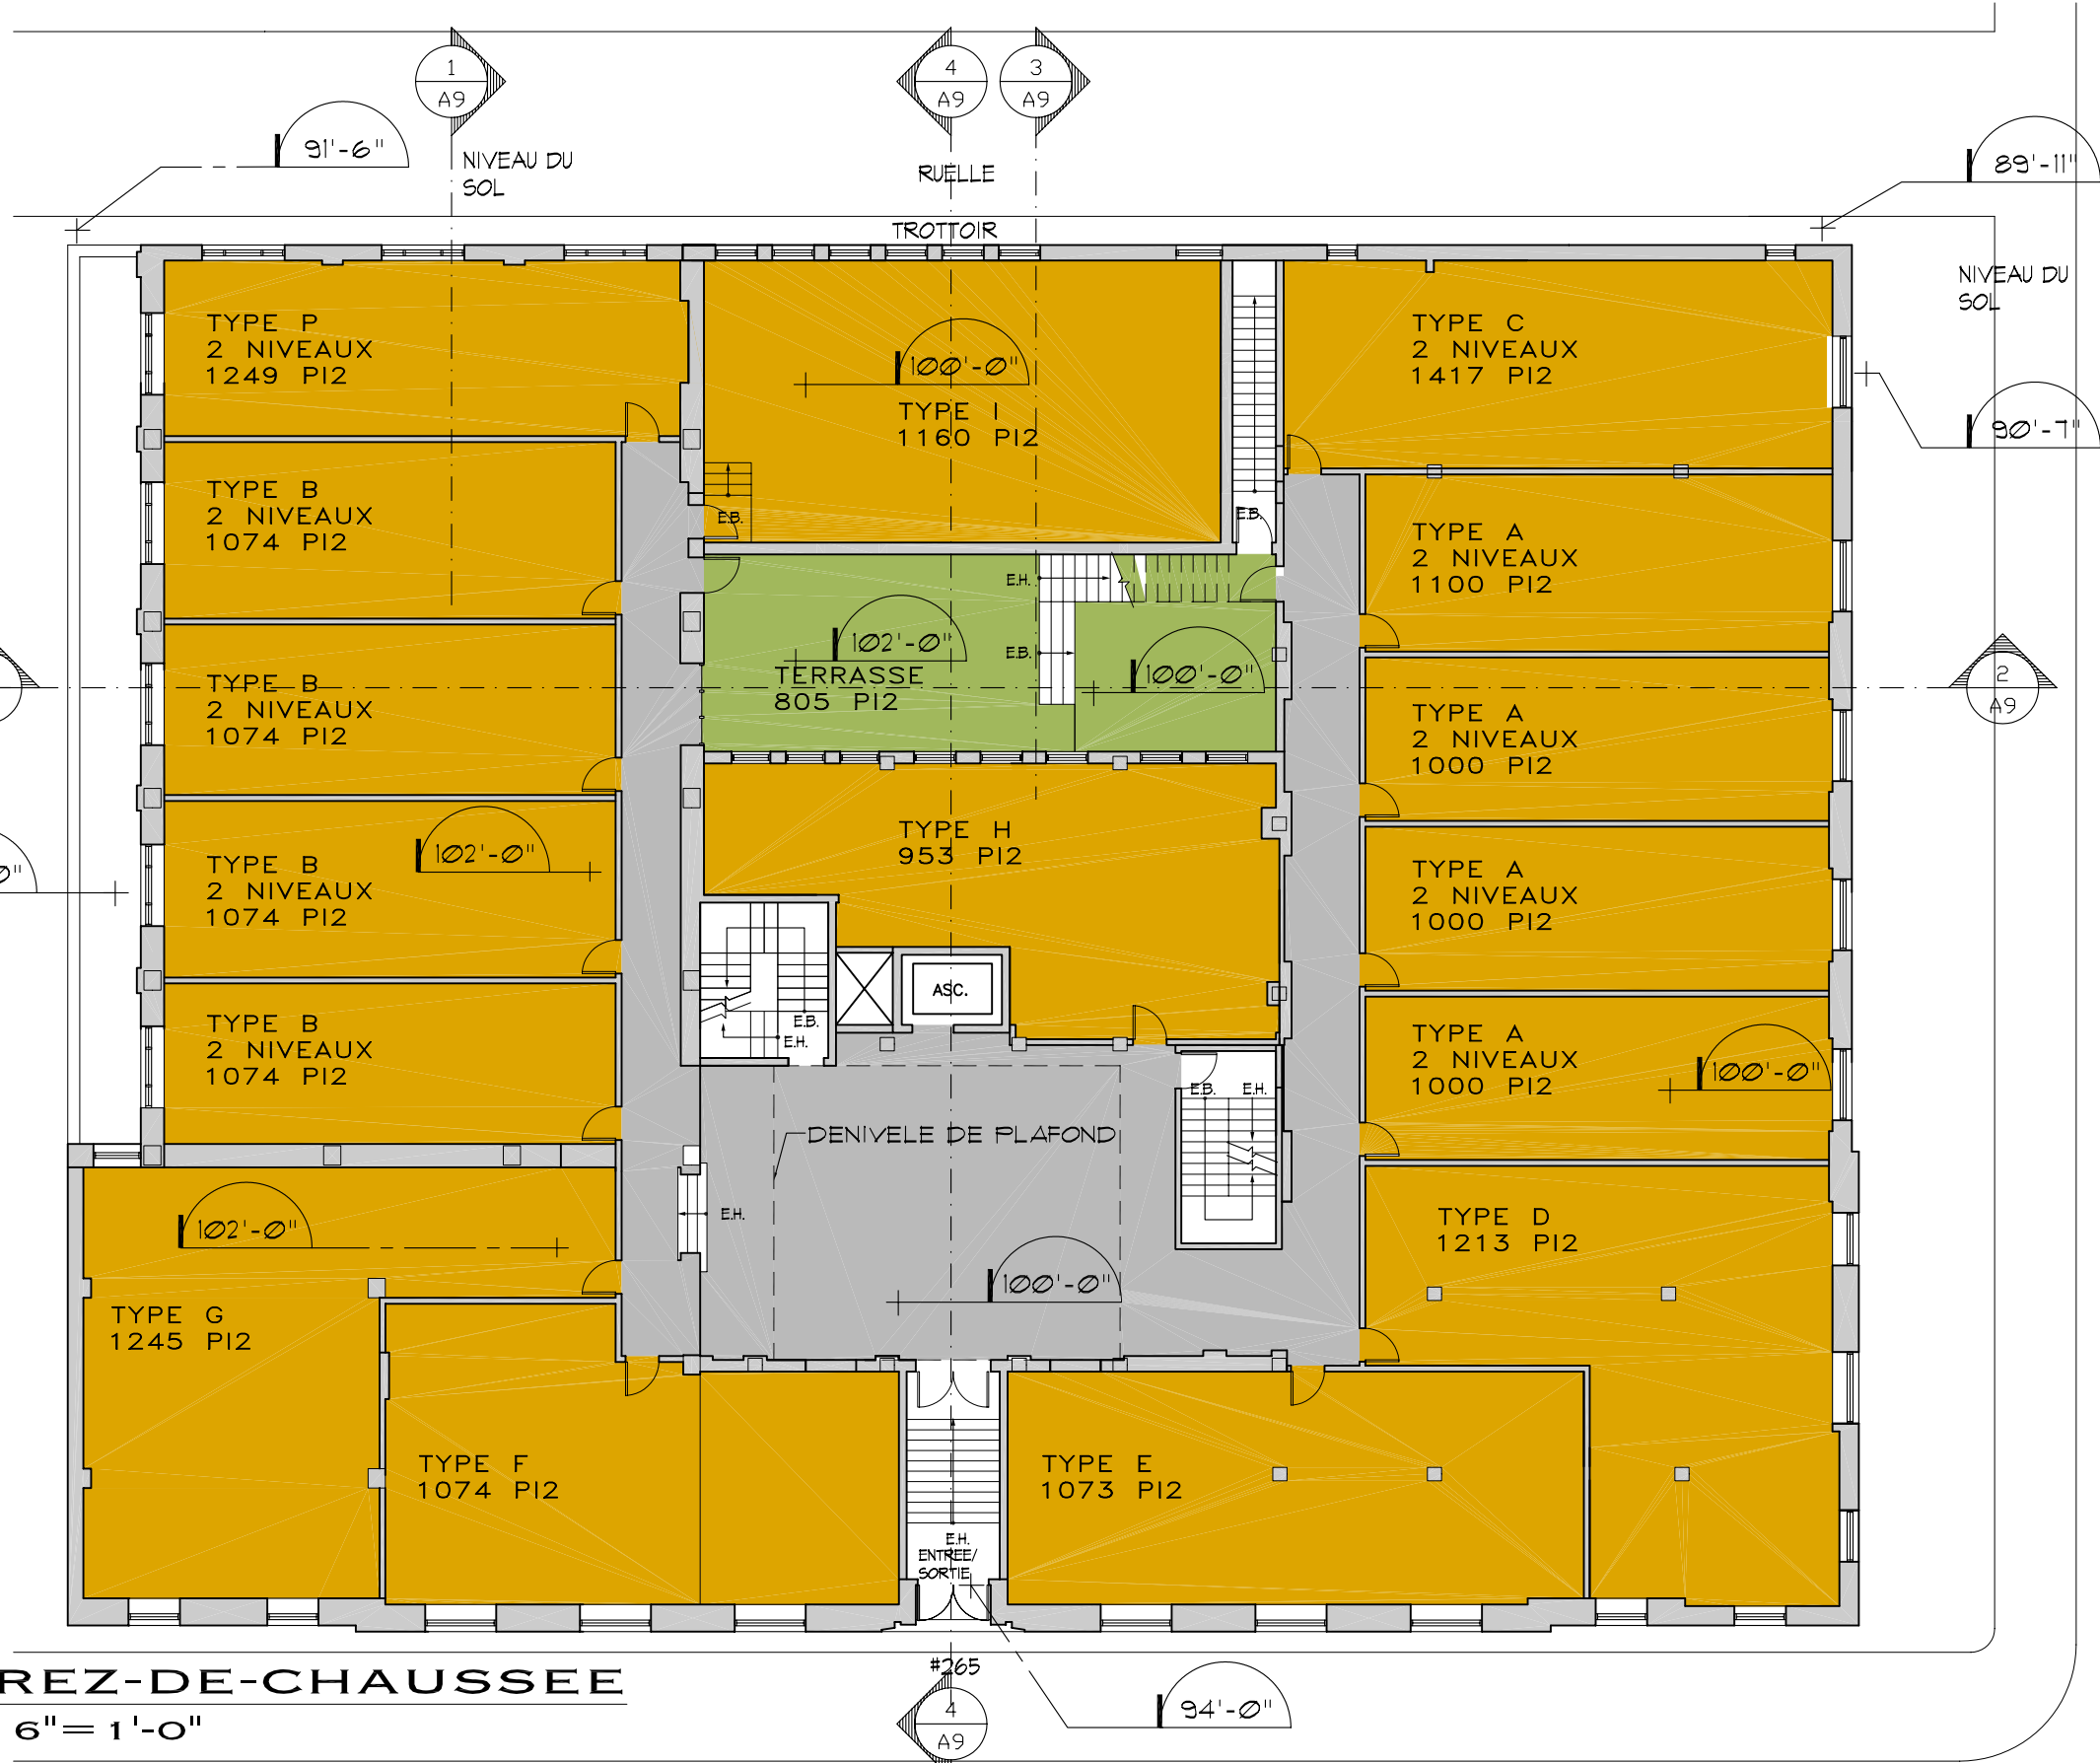 1
A9
4
A9
3
A9
91'-6"
NIVEAU DU
SOL
RUELLE
89'-11"
TROTTOIR
NIVEAU DU
SOL
TYPE P
2 NIVEAUX
1249 PI2
100'-0"
TYPE I
1160 PI2
TYPE C
2 NIVEAUX
1417 PI2
90'-7"
TYPE B
2 NIVEAUX
1074 PI2
E.B.
E.B.
TYPE A
2 NIVEAUX
1100 PI2
E.H.
102'-0"
E.B.
100'-0"
TERRASSE
805 PI2
TYPE B
2 NIVEAUX
1074 PI2
TYPE A
2 NIVEAUX
1000 PI2
2
A9
TYPE H
953 PI2
102'-0"
TYPE B
2 NIVEAUX
1074 PI2
TYPE A
2 NIVEAUX
1000 PI2
ASC.
E.B.
E.H.
TYPE B
2 NIVEAUX
1074 PI2
TYPE A
2 NIVEAUX
1000 PI2
100'-0"
E.B.
E.H.
DENIVELE DE PLAFOND
102'-0"
E.H.
TYPE D
1213 PI2
100'-0"
TYPE G
1245 PI2
TYPE F
1074 PI2
TYPE E
1073 PI2
E.H.
ENTREE/
SORTIE
#265
REZ-DE-CHAUSSEE
6"= 1'-0"
4
A9
94'-0"